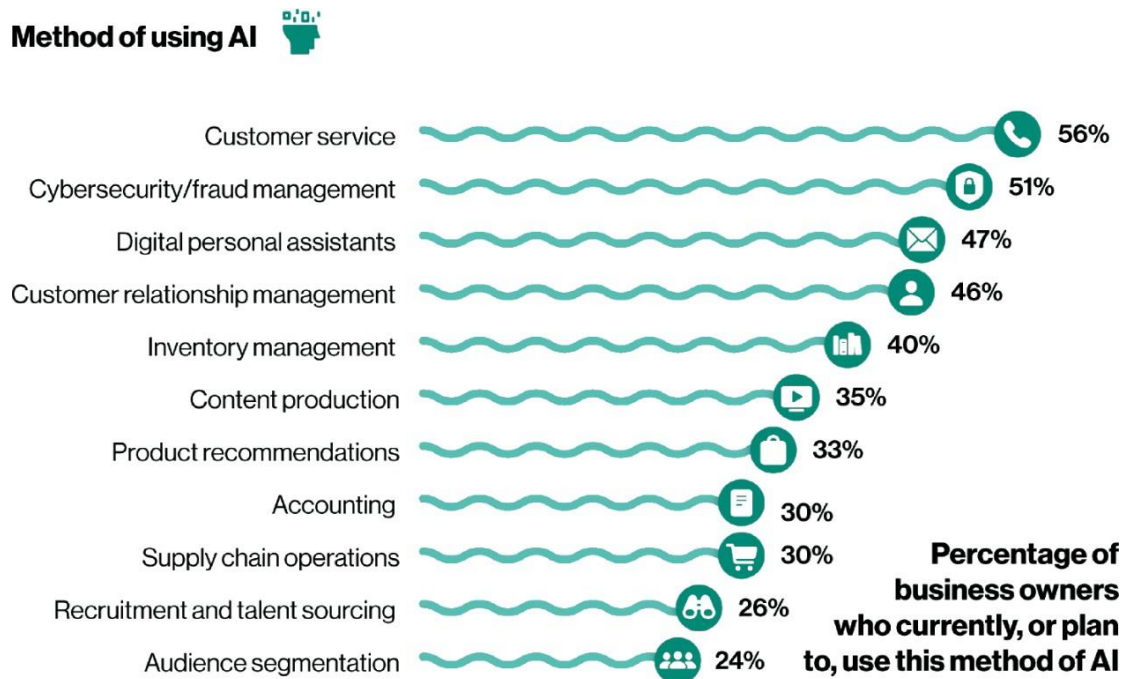 Method of using AI
Customer service 56%
Cybersecurity/fraud management 51%
Digital personal assistants 47%
Customer relationship management 46%
Inventory management 40%
Content production 35%
Product recommendations 33%
Accounting 30%
Supply chain operations 30%
Recruitment and talent sourcing 26%
Audience segmentation 24%
Percentage of
business owners
who currently, or plan
to, use this method of AI